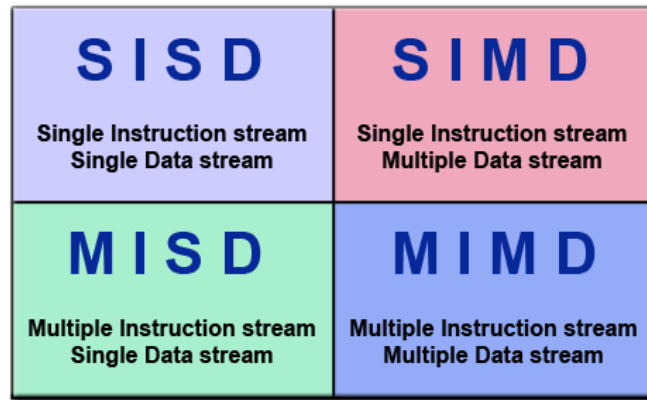 S I S D
Single Instruction stream
Single Data stream
S I M D
Single Instruction stream
Multiple Data stream
M I S D
Multiple Instruction stream
Single Data stream
M I M D
Multiple Instruction stream
Multiple Data stream